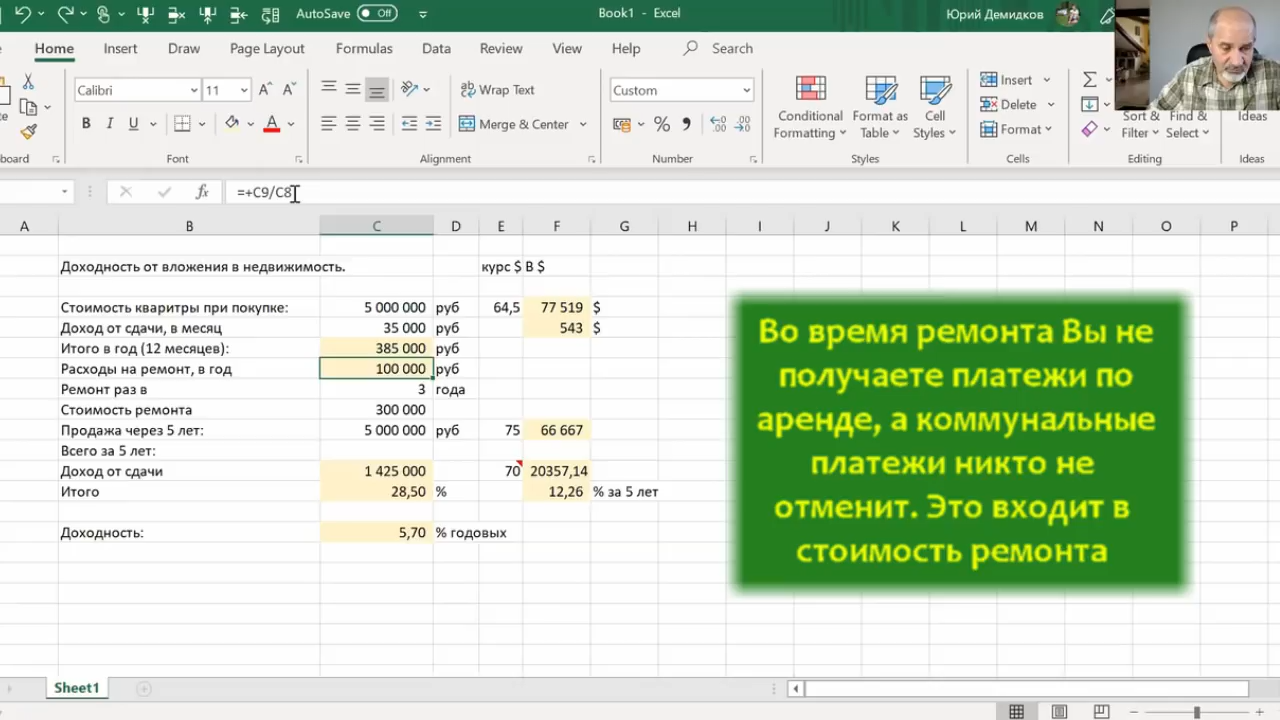 AutoSave Off Book1 - Excel Юрий Демидков
Home Insert Draw Page Layout Formulas Data Review View Help Search
Calibri 11 A A Wrap Text Custom Insert
B I U A Merge & Center % Conditional Formatting Format as Table Cell Styles Delete Sort & Filter Find & Select Ideas
Format
board Font Alignment Number Styles Cells Editing Ideas
fx =+C9/C8
A B C D E F G H I J K L M N O P
Доходность от вложения в недвижимость. курс $ В $
Стоимость кваритры при покупке: 5 000 000 руб 64,5 77 519 $
Доход от сдачи, в месяц 35 000 руб 543 $
Итого в год (12 месяцев): 385 000 руб
Расходы на ремонт, в год 100 000 руб
Ремонт раз в 3 года
Стоимость ремонта 300 000
Продажа через 5 лет: 5 000 000 руб 75 66 667
Всего за 5 лет:
Доход от сдачи 1 425 000 70 20357,14
Итого 28,50 % 12,26 % за 5 лет
Доходность: 5,70 % годовых
Во время ремонта Вы не
получаете платежи по
аренде, а коммунальные
платежи никто не
отменит. Это входит в
стоимость ремонта
Sheet1